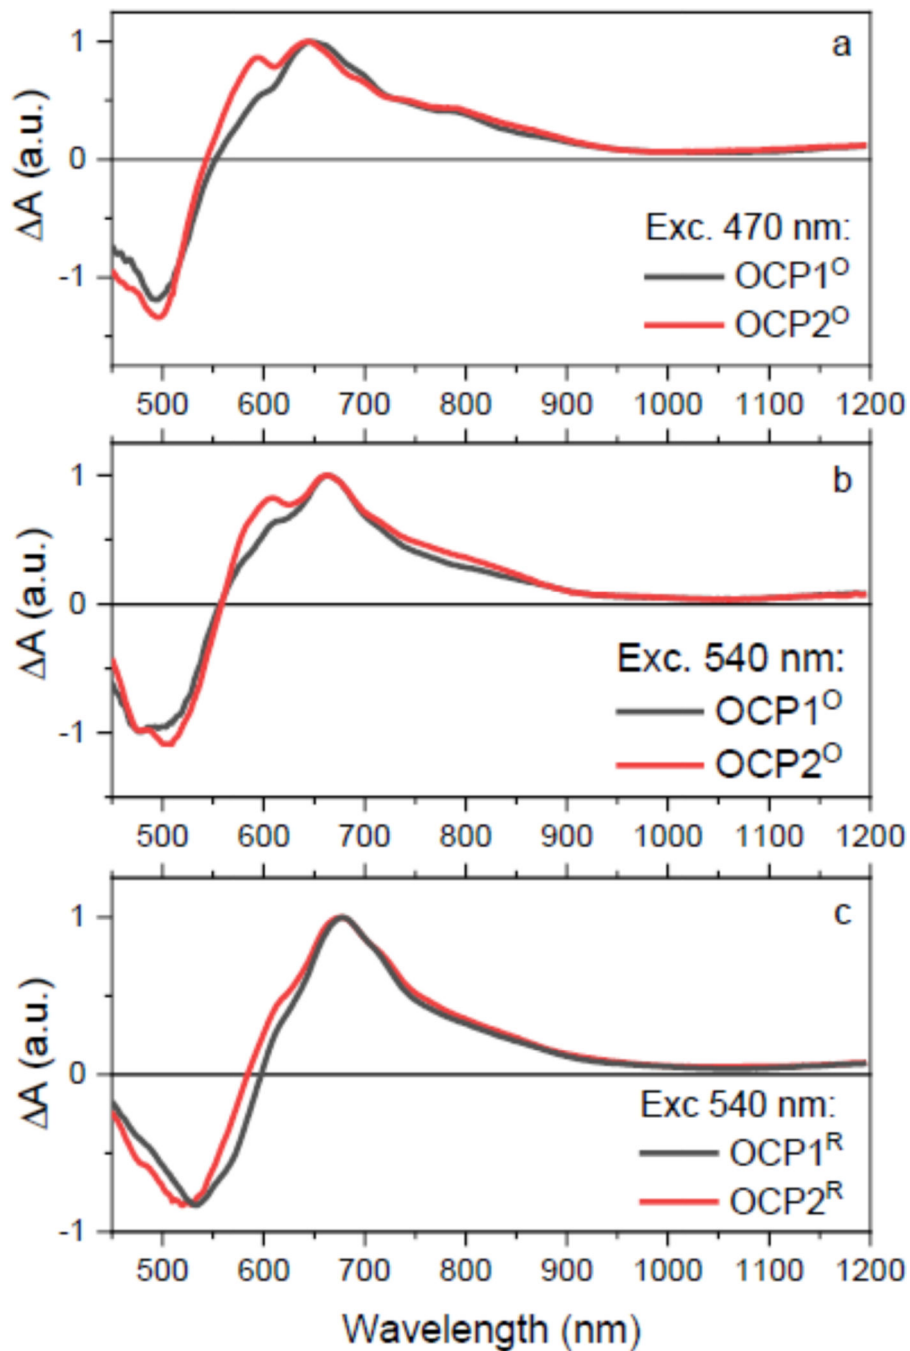 a
1
0
-1
ΔA (a.u.)
Exc. 470 nm:
OCP1ᴼ
OCP2ᴼ
500 600 700 800 900 1000 1100 1200
b
1
0
-1
ΔA (a.u.)
Exc. 540 nm:
OCP1ᴼ
OCP2ᴼ
500 600 700 800 900 1000 1100 1200
c
1
0
-1
ΔA (a.u.)
Exc 540 nm:
OCP1ᴿ
OCP2ᴿ
500 600 700 800 900 1000 1100 1200
Wavelength (nm)